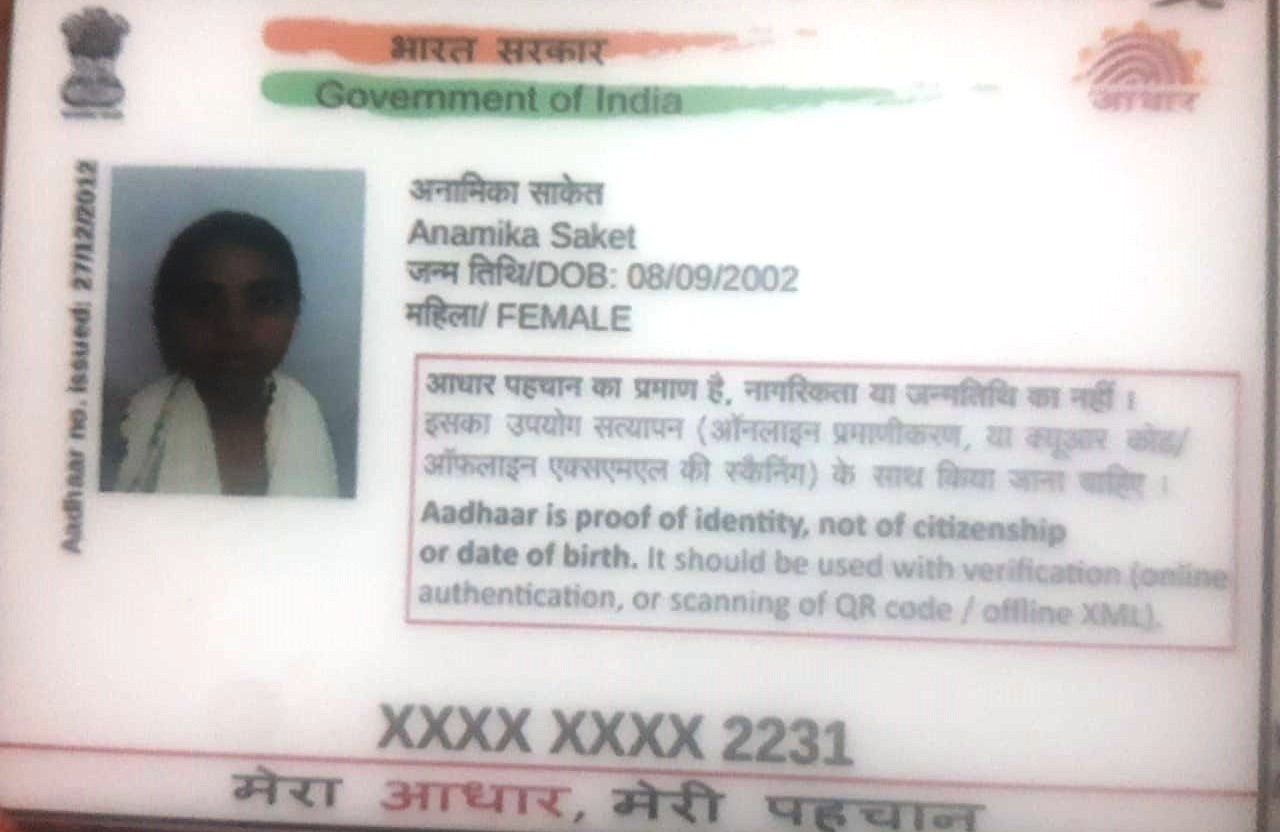 भारत सरकार
Government of India
आधार
Aadhaar no. issued: 27/12/2012
अनामिका साकेत
Anamika Saket
जन्म तिथि/DOB: 08/09/2002
महिला/ FEMALE
आधार पहचान का प्रमाण है, नागरिकता या जन्मतिथि का नहीं ।
इसका उपयोग सत्यापन (ऑनलाइन प्रमाणीकरण, या क्यूआर कोड/
ऑफलाइन एक्सएमएल की स्कैनिंग) के साथ किया जाना चाहिए ।
Aadhaar is proof of identity, not of citizenship
or date of birth. It should be used with verification (online
authentication, or scanning of QR code / offline XML).
XXXX XXXX 2231
मेरा आधार, मेरी पहचान